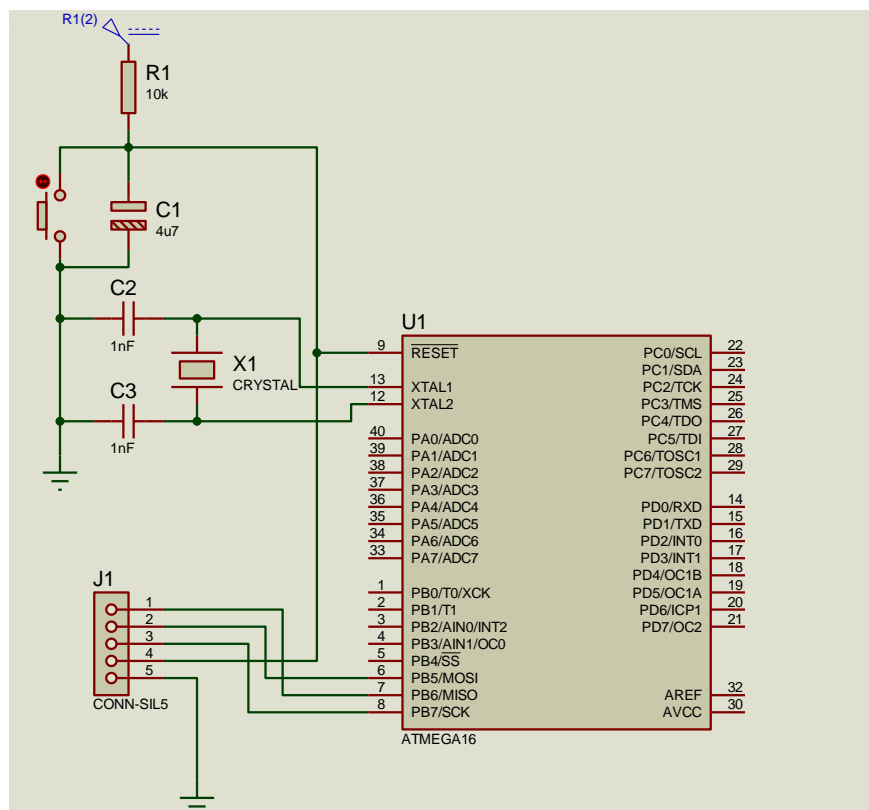 R1(2)
R1
10k
C1
4u7
C2
1nF
X1
CRYSTAL
C3
1nF
U1
9 RESET
13 XTAL1
12 XTAL2
40 PA0/ADC0
39 PA1/ADC1
38 PA2/ADC2
37 PA3/ADC3
36 PA4/ADC4
35 PA5/ADC5
34 PA6/ADC6
33 PA7/ADC7
1 PB0/T0/XCK
2 PB1/T1
3 PB2/AIN0/INT2
4 PB3/AIN1/OC0
5 PB4/SS
6 PB5/MOSI
7 PB6/MISO
8 PB7/SCK
PC0/SCL 22
PC1/SDA 23
PC2/TCK 24
PC3/TMS 25
PC4/TDO 26
PC5/TDI 27
PC6/TOSC1 28
PC7/TOSC2 29
PD0/RXD 14
PD1/TXD 15
PD2/INT0 16
PD3/INT1 17
PD4/OC1B 18
PD5/OC1A 19
PD6/ICP1 20
PD7/OC2 21
AREF 32
AVCC 30
ATMEGA16
J1
1
2
3
4
5
CONN-SIL5